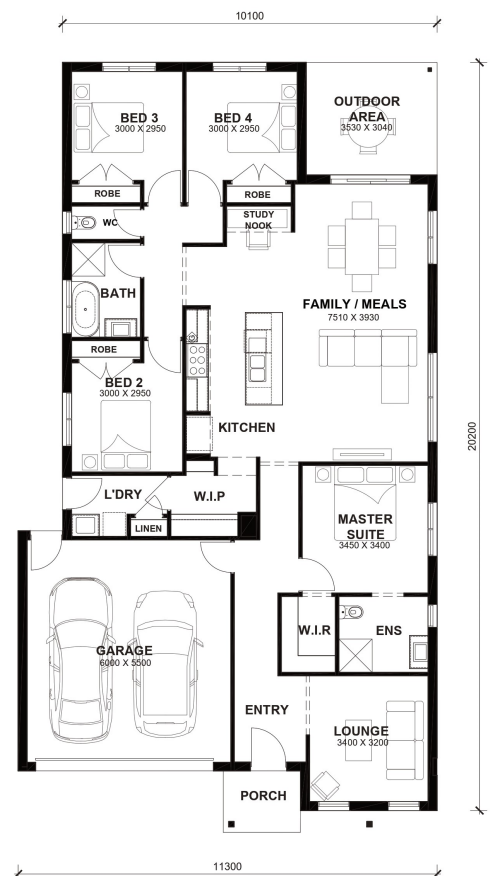 10100
BED 3
3000 X 2950
BED 4
3000 X 2950
OUTDOOR
AREA
3530 X 3040
ROBE
ROBE
WC
STUDY
NOOK
BATH
FAMILY / MEALS
7510 X 3930
ROBE
BED 2
3000 X 2950
KITCHEN
20200
L'DRY
W.I.P
LINEN
MASTER
SUITE
3450 X 3400
W.I.R
ENS
GARAGE
6000 X 5500
ENTRY
LOUNGE
3400 X 3200
PORCH
11300